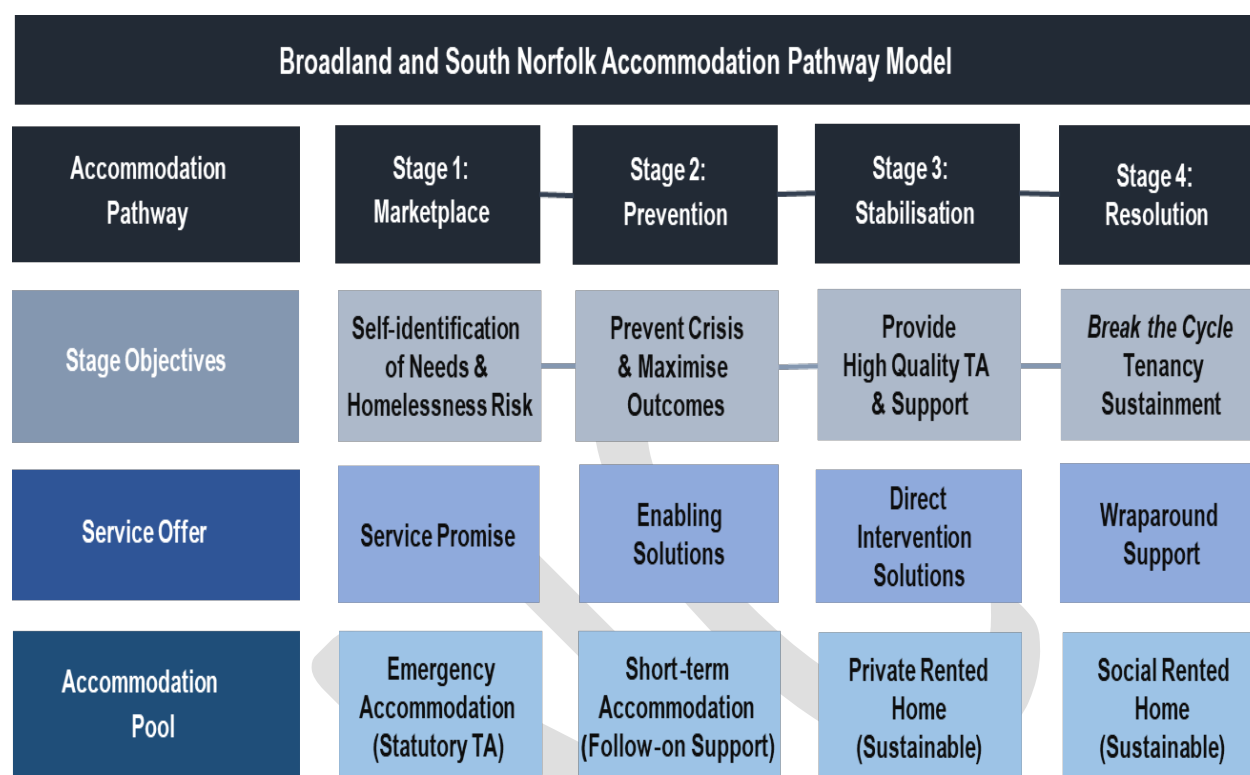 Broadland and South Norfolk Accommodation Pathway Model
Accommodation
Pathway
Stage 1:
Marketplace
Stage 2:
Prevention
Stage 3:
Stabilisation
Stage 4:
Resolution
Stage Objectives
Self-identification
of Needs &
Homelessness Risk
Prevent Crisis
& Maximise
Outcomes
Provide
High Quality TA
& Support
Break the Cycle
Tenancy
Sustainment
Service Offer
Service Promise
Enabling
Solutions
Direct
Intervention
Solutions
Wraparound
Support
Accommodation
Pool
Emergency
Accommodation
(Statutory TA)
Short-term
Accommodation
(Follow-on Support)
Private Rented
Home
(Sustainable)
Social Rented
Home
(Sustainable)